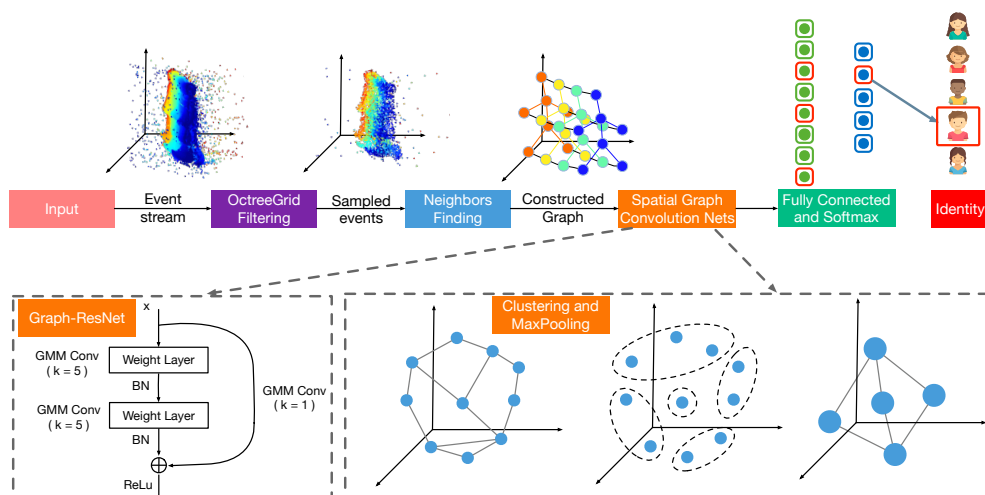 Input
Event
stream
OctreeGrid
Filtering
Sampled
events
Neighbors
Finding
Constructed
Graph
Spatial Graph
Convolution Nets
Fully Connected
and Softmax
Identity
Graph-ResNet
x
GMM Conv
( k = 5 )
Weight Layer
BN
GMM Conv
( k = 1 )
GMM Conv
( k = 5 )
Weight Layer
BN
ReLu
Clustering and
MaxPooling